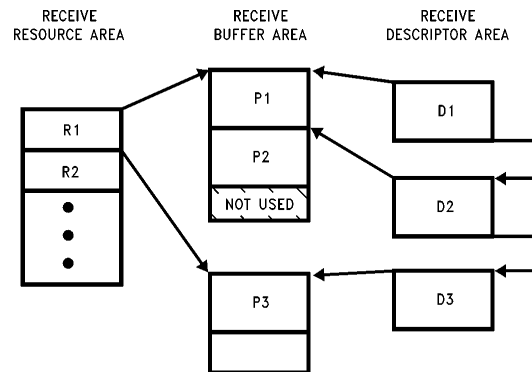 RECEIVE
RESOURCE AREA
RECEIVE
BUFFER AREA
RECEIVE
DESCRIPTOR AREA
R1
R2
P1
P2
NOT USED
P3
D1
D2
D3